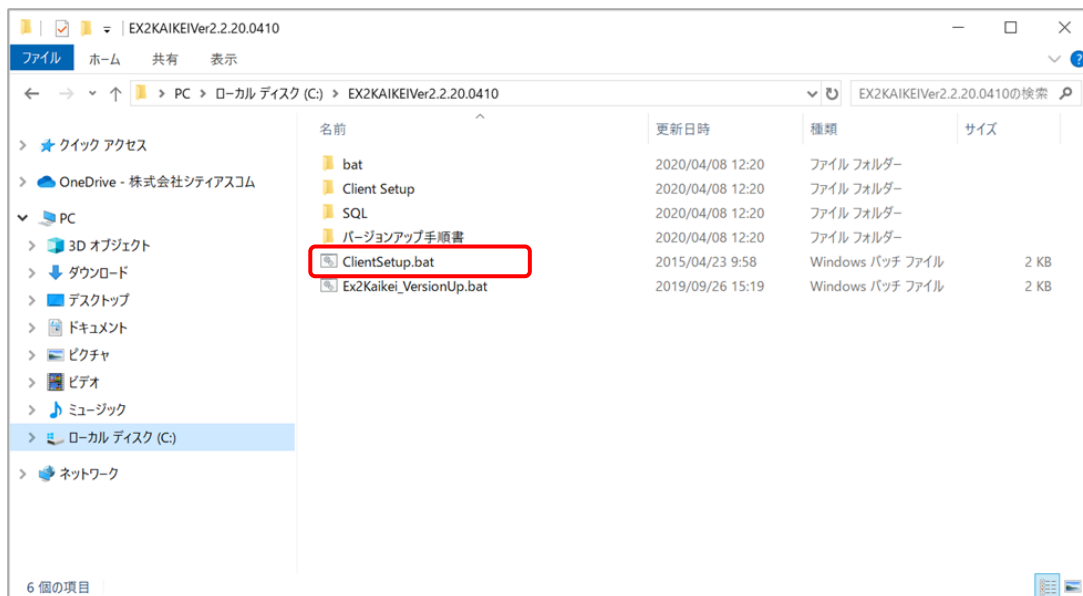 EX2KAIKEIVer2.2.20.0410
ファイル ホーム 共有 表示
PC > ローカル ディスク (C:) > EX2KAIKEIVer2.2.20.0410
EX2KAIKEIVer2.2.20.0410の検索
名前 更新日時 種類 サイズ
クイック アクセス
OneDrive - 株式会社シティアスコム
PC
3D オブジェクト
ダウンロード
デスクトップ
ドキュメント
ピクチャ
ビデオ
ミュージック
ローカル ディスク (C:)
ネットワーク
bat 2020/04/08 12:20 ファイル フォルダー
Client Setup 2020/04/08 12:20 ファイル フォルダー
SQL 2020/04/08 12:20 ファイル フォルダー
バージョンアップ手順書 2020/04/08 12:20 ファイル フォルダー
ClientSetup.bat 2015/04/23 9:58 Windows バッチ ファイル 2 KB
Ex2Kaikei_VersionUp.bat 2019/09/26 15:19 Windows バッチ ファイル 2 KB
6 個の項目